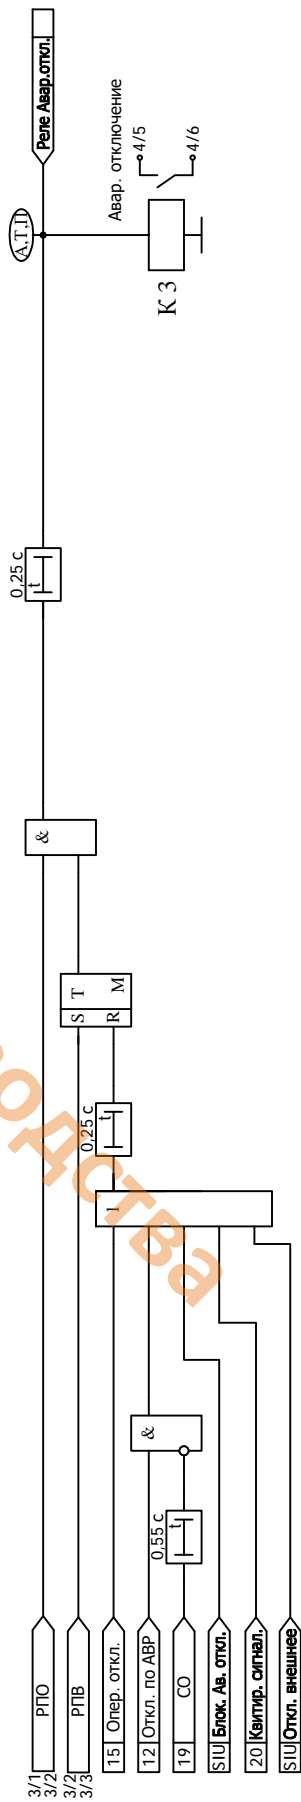 Реле Авар.откл.
А,Т,П
Авар. отключение
4/5
4/6
К 3
0,25 с
t
&
S T
R M
0,25 с
t
1
&
0,55 с
t
3/1
3/2
РПО
3/2
3/3
РПВ
15 Опер. откл.
12 Откл. по АВР
19 СО
SIU Блок. Ав. откл.
20 Квитир. сигнал.
SIU Откл. внешнее
водства